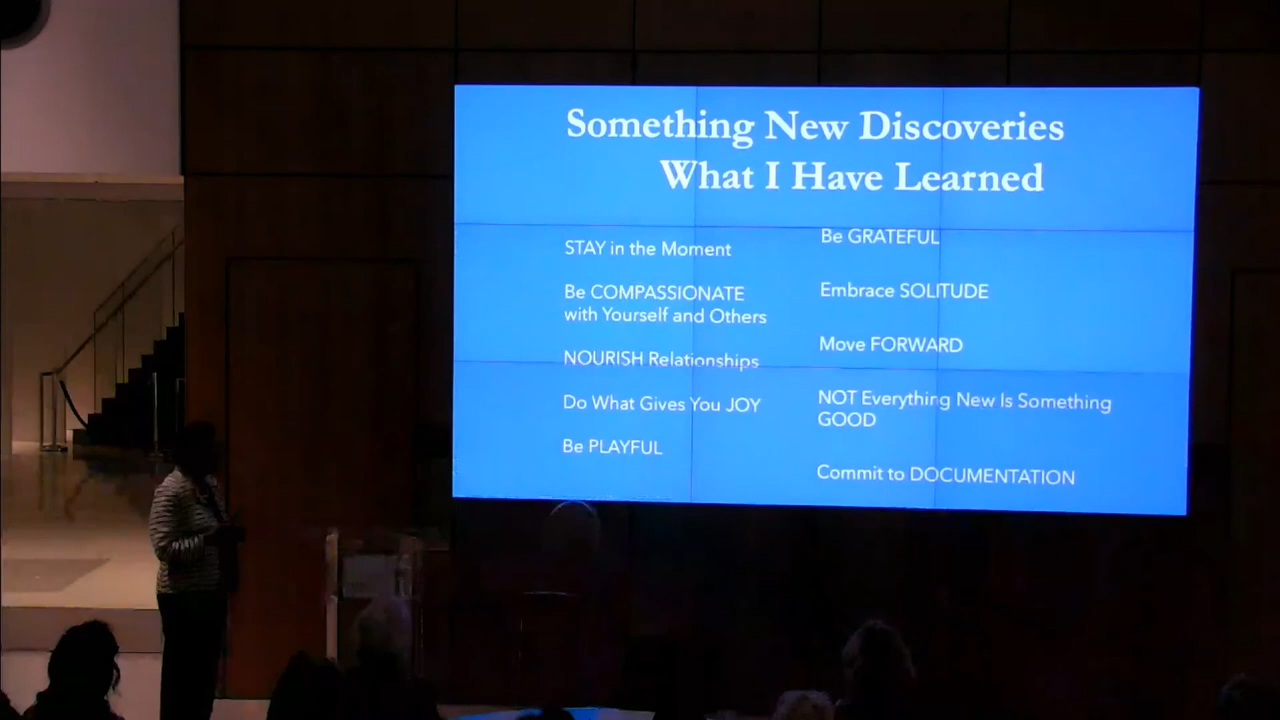 Something New Discoveries
What I Have Learned
STAY in the Moment
Be COMPASSIONATE
with Yourself and Others
NOURISH Relationships
Do What Gives You JOY
Be PLAYFUL
Be GRATEFUL
Embrace SOLITUDE
Move FORWARD
NOT Everything New Is Something
GOOD
Commit to DOCUMENTATION